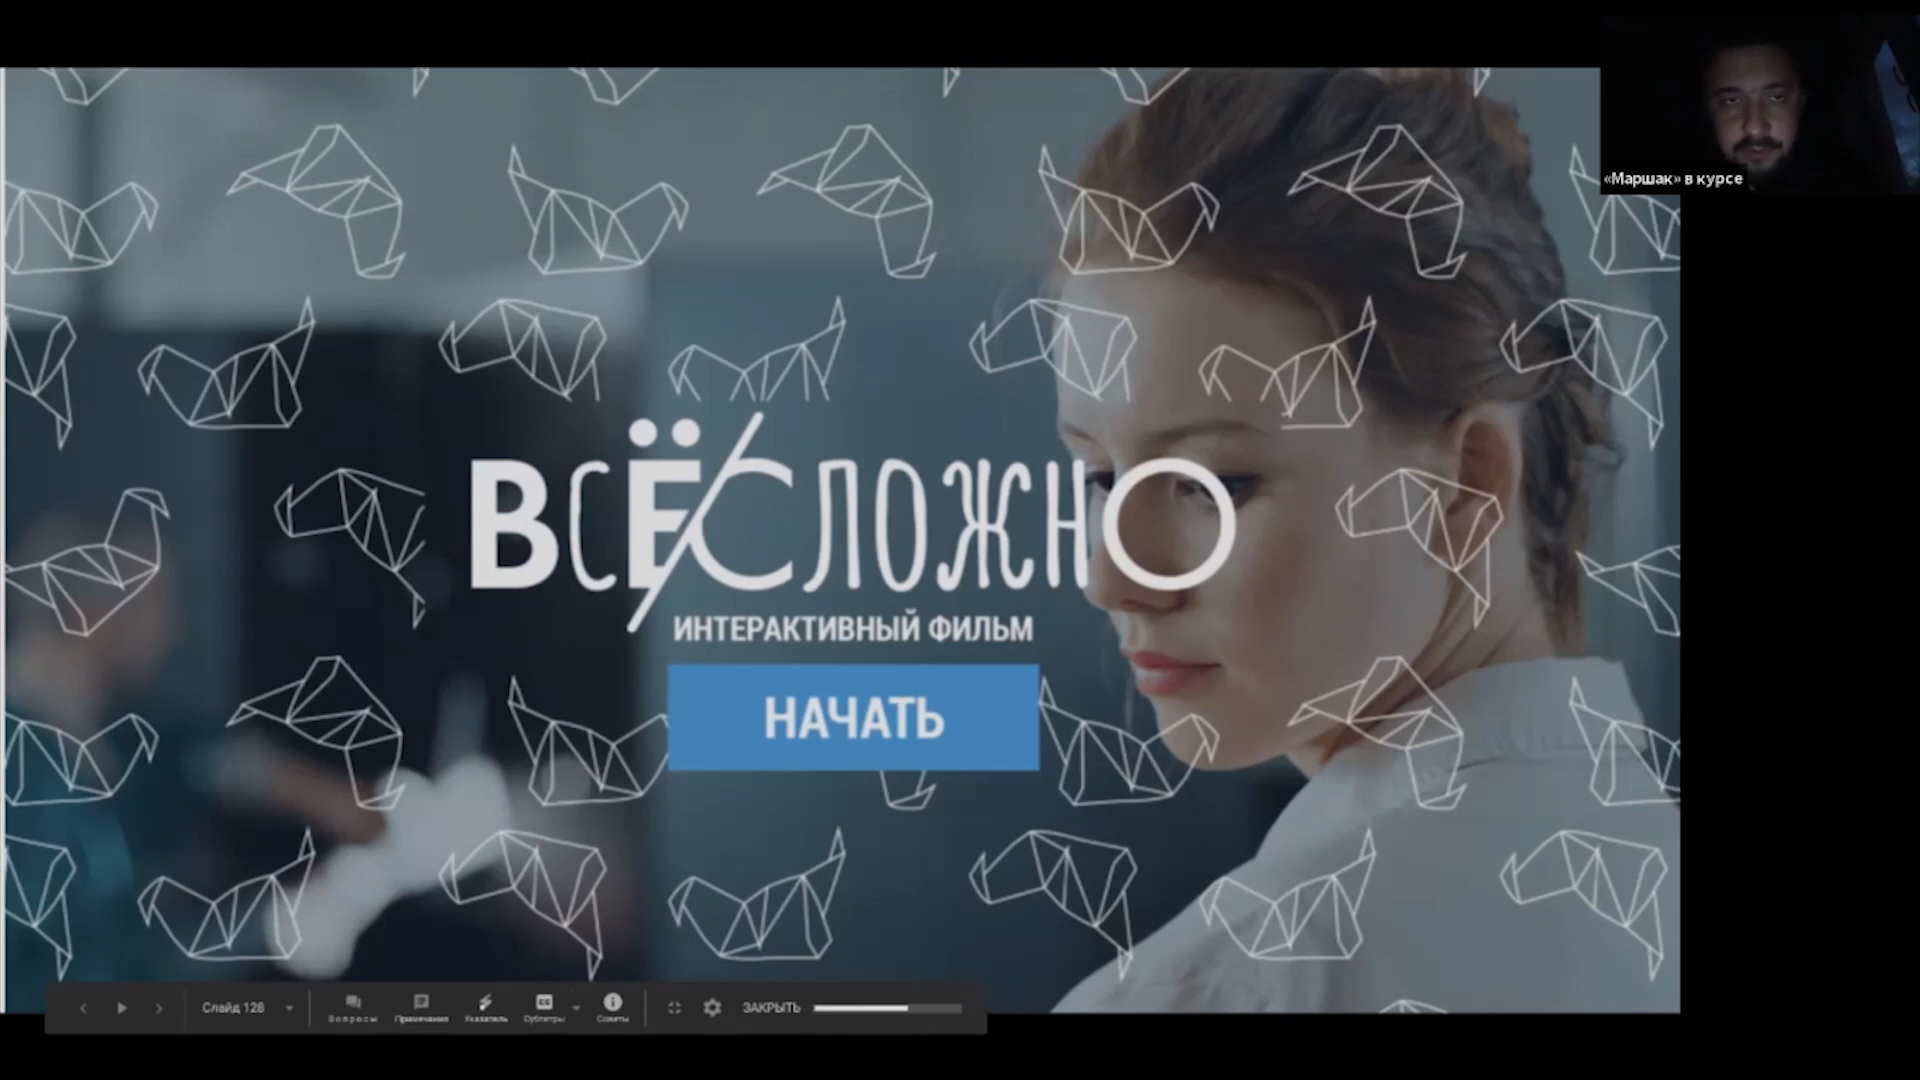 «Маршак» в курсе
ВСЁ СЛОЖНО
ИНТЕРАКТИВНЫЙ ФИЛЬМ
НАЧАТЬ
Слайд 128
Вопросы
Примечания
Указатель
Субтитры
Советы
ЗАКРЫТЬ